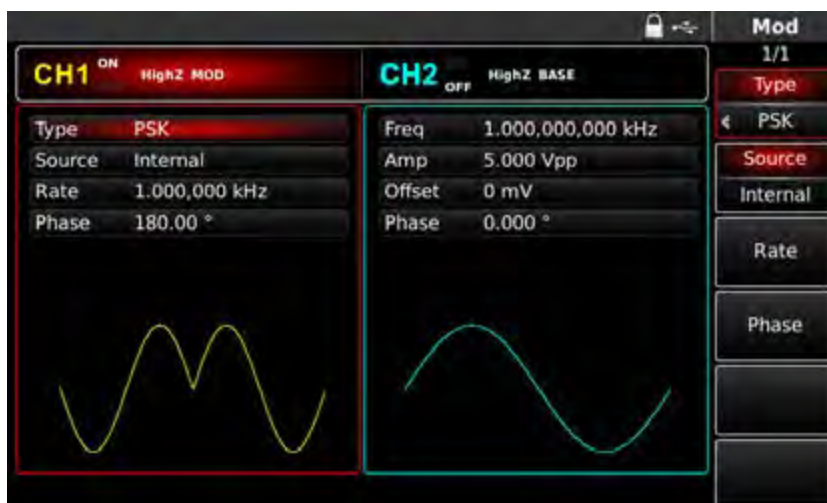 CH1 ON HighZ MOD
CH2 OFF HighZ BASE
Type PSK
Source Internal
Rate 1.000,000 kHz
Phase 180.00 °
Freq 1.000,000,000 kHz
Amp 5.000 Vpp
Offset 0 mV
Phase 0.000 °
Mod
1/1
Type
PSK
Source
Internal
Rate
Phase